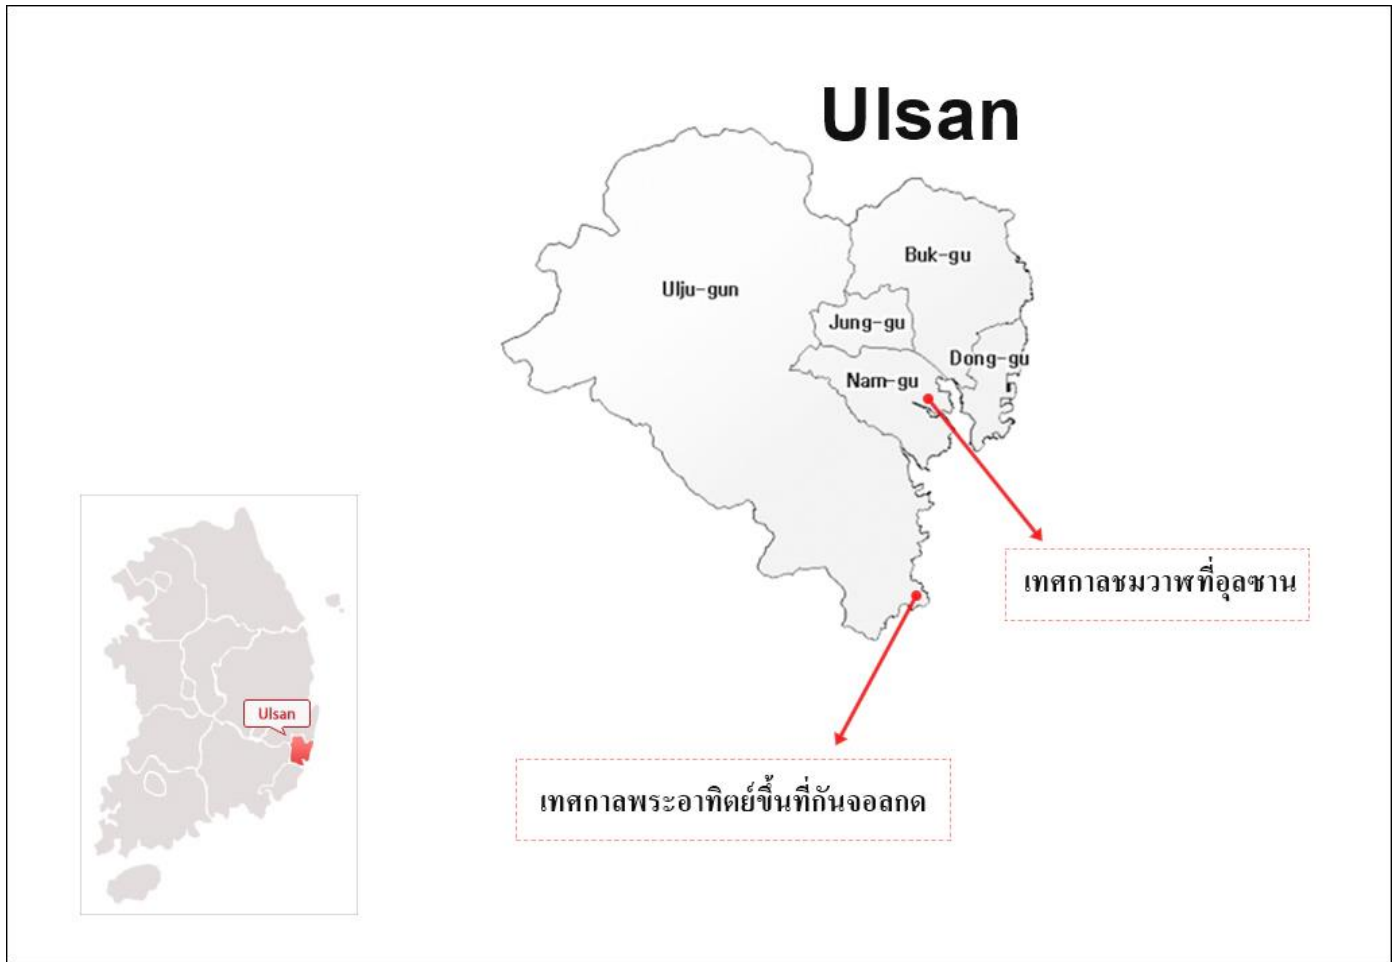 Ulsan
Buk-gu
Ulju-gun
Jung-gu
Dong-gu
Nam-gu
เทศกาลชมวาฬที่อุลซาน
Ulsan
เทศกาลพระอาทิตย์ขึ้นที่กันจอลกด